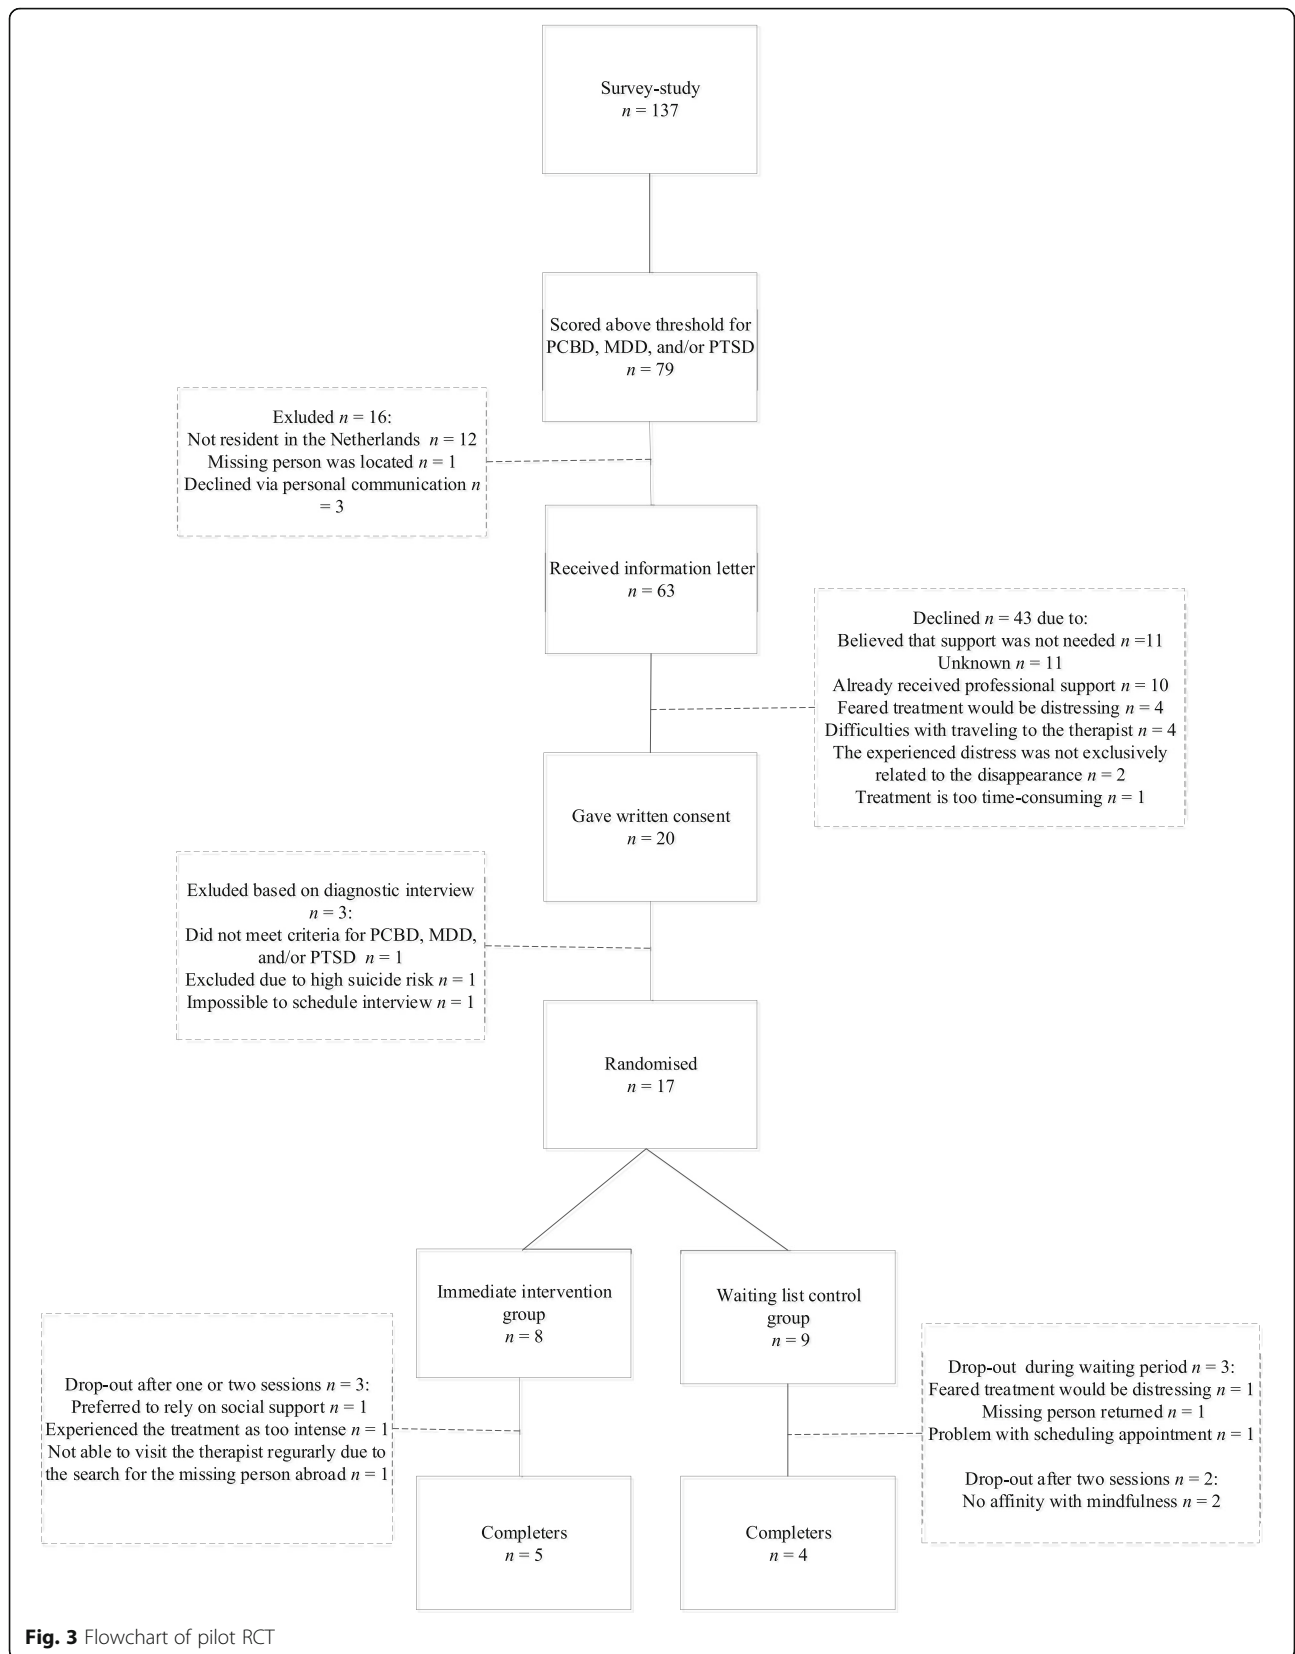 Survey-study
n = 137
Scored above threshold for
PCBD, MDD, and/or PTSD
n = 79
Exluded n = 16:
Not resident in the Netherlands n = 12
Missing person was located n = 1
Declined via personal communication n
= 3
Received information letter
n = 63
Declined n = 43 due to:
Believed that support was not needed n =11
Unknown n = 11
Already received professional support n = 10
Feared treatment would be distressing n = 4
Difficulties with traveling to the therapist n = 4
The experienced distress was not exclusively
related to the disappearance n = 2
Treatment is too time-consuming n = 1
Gave written consent
n = 20
Exluded based on diagnostic interview
n = 3:
Did not meet criteria for PCBD, MDD,
and/or PTSD n = 1
Excluded due to high suicide risk n = 1
Impossible to schedule interview n = 1
Randomised
n = 17
Immediate intervention
group
n = 8
Waiting list control
group
n = 9
Drop-out after one or two sessions n = 3:
Preferred to rely on social support n = 1
Experienced the treatment as too intense n = 1
Not able to visit the therapist regurarly due to
the search for the missing person abroad n = 1
Drop-out during waiting period n = 3:
Feared treatment would be distressing n = 1
Missing person returned n = 1
Problem with scheduling appointment n = 1
Drop-out after two sessions n = 2:
No affinity with mindfulness n = 2
Completers
n = 5
Completers
n = 4
Fig. 3 Flowchart of pilot RCT